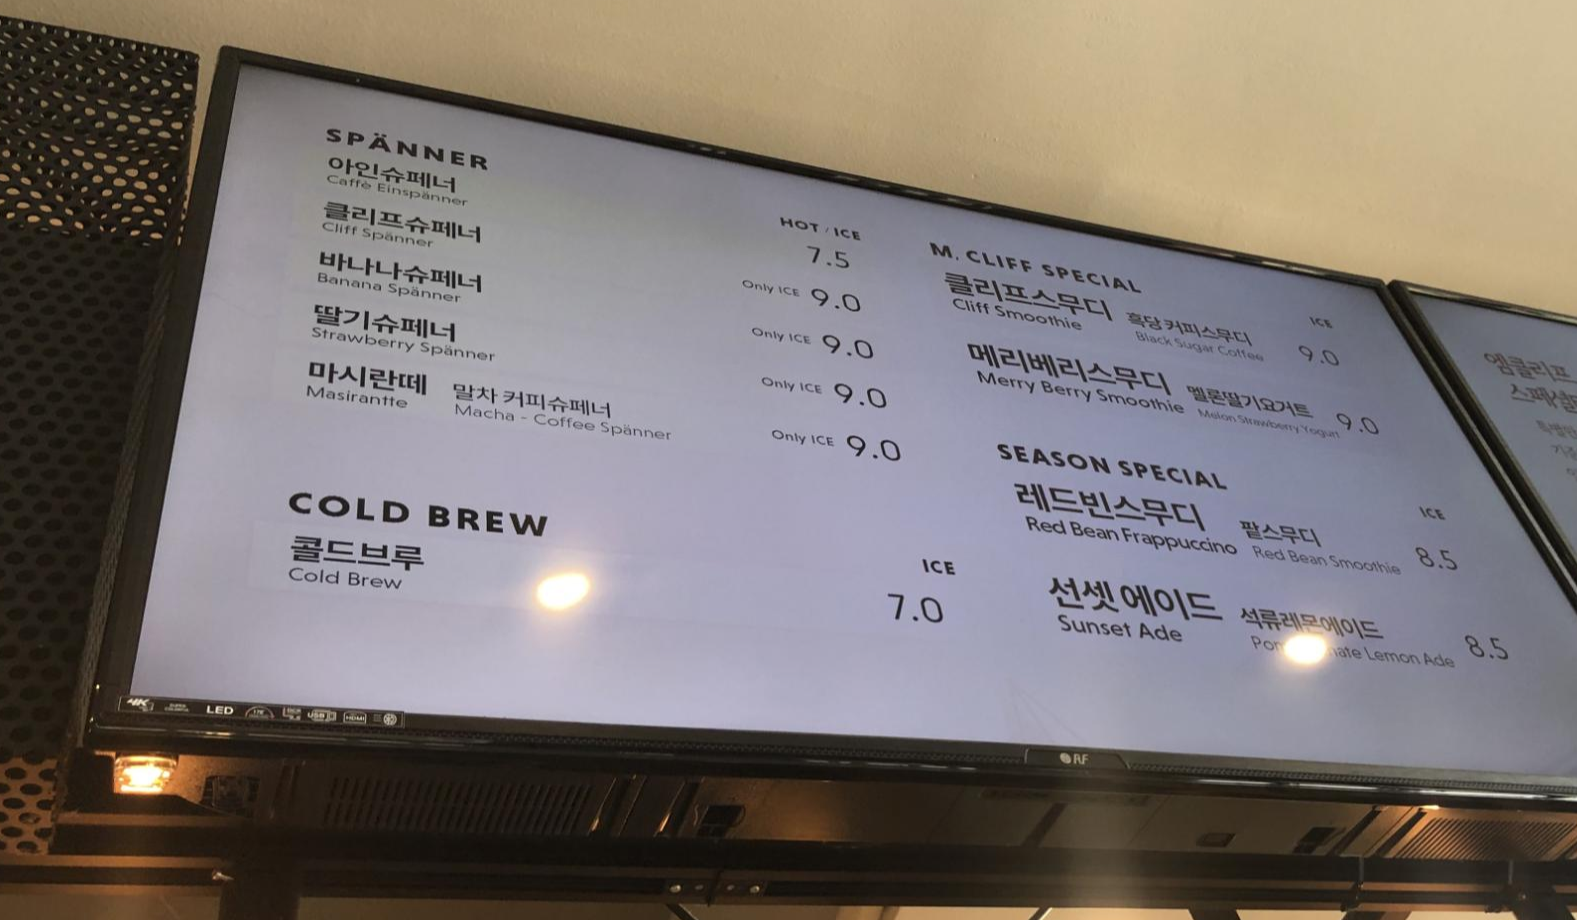 SPÄNNER
HOT / ICE
아인슈페너
Caffè Einspänner
7.5
클리프슈페너
Cliff Spänner
Only ICE 9.0
바나나슈페너
Banana Spänner
Only ICE 9.0
딸기슈페너
Strawberry Spänner
Only ICE 9.0
마시란떼 말차 커피슈페너
Masirantte Macha - Coffee Spänner
Only ICE 9.0
COLD BREW
ICE
콜드브루
Cold Brew
7.0
M. CLIFF SPECIAL
ICE
클리프스무디 흑당 커피스무디
Cliff Smoothie Black Sugar Coffee
9.0
메리베리스무디 멜론딸기요거트
Merry Berry Smoothie Melon Strawberry Yogurt
9.0
SEASON SPECIAL
ICE
레드빈스무디 팥스무디
Red Bean Frappuccino Red Bean Smoothie
8.5
선셋 에이드 석류레몬에이드
Sunset Ade Lemon Ade
8.5
엠클리프
4K LED USB HDMI
RF